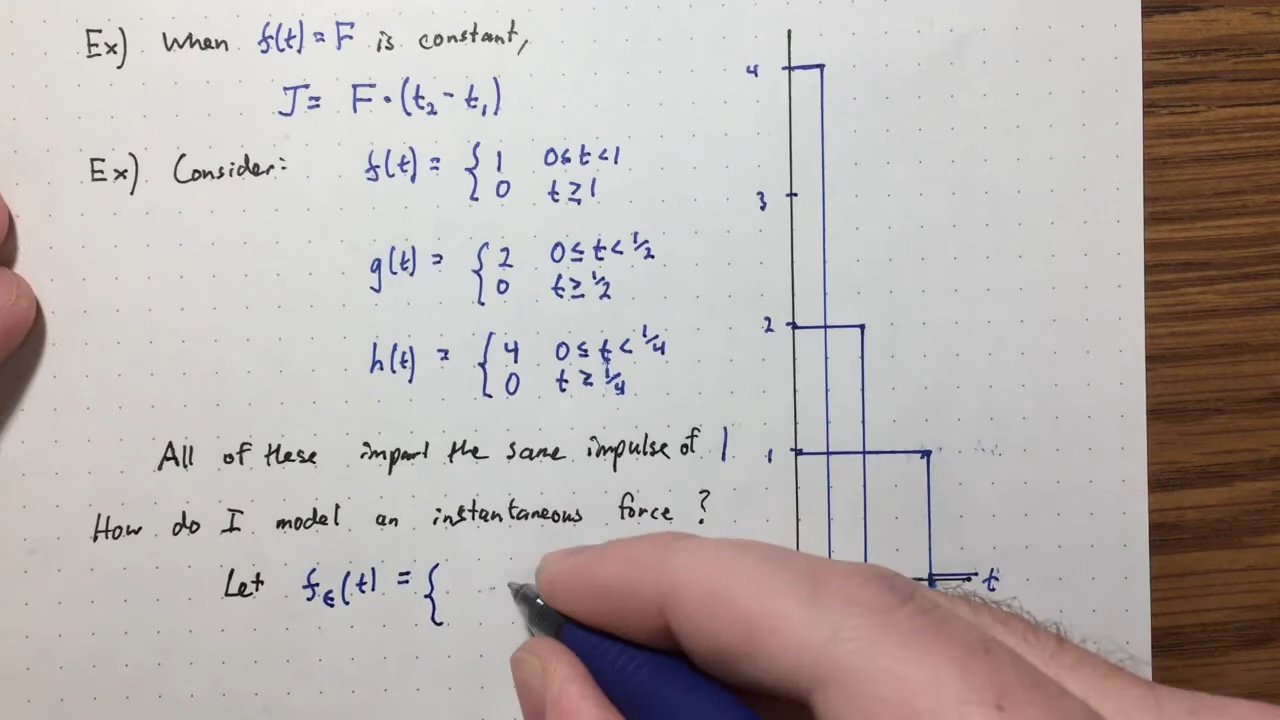 Ex) When f(t) = F is constant,
J = F · (t₂ - t₁)
Ex) Consider: f(t) = { 1 0 ≤ t < 1
0 t ≥ 1
g(t) = { 2 0 ≤ t < 1/2
0 t ≥ 1/2
h(t) = { 4 0 ≤ t < 1/4
0 t ≥ 1/4
All of these impart the same impulse of 1
How do I model an instantaneous force?
Let fε(t) = {
4
3
2
1
t